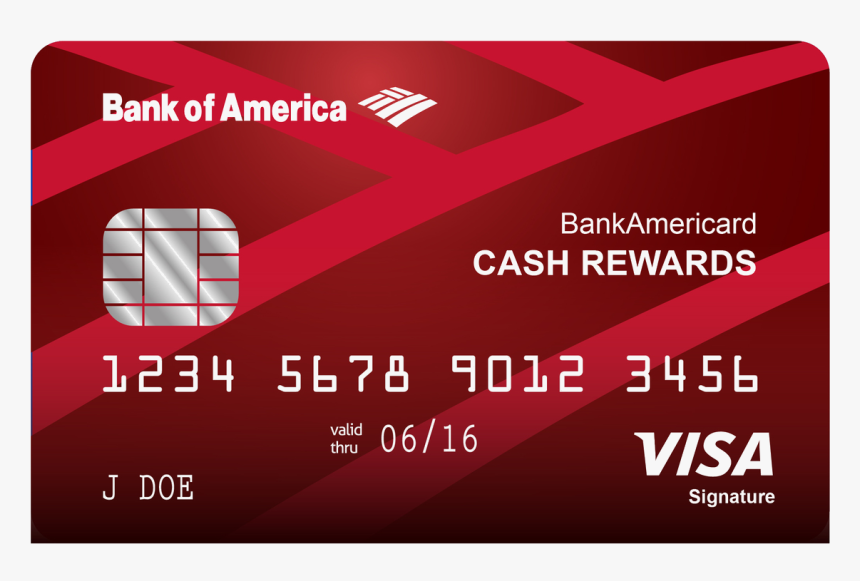 Bank of America
BankAmericard
CASH REWARDS
1234 5678 9012 3456
valid thru 06/16
J DOE
VISA
Signature